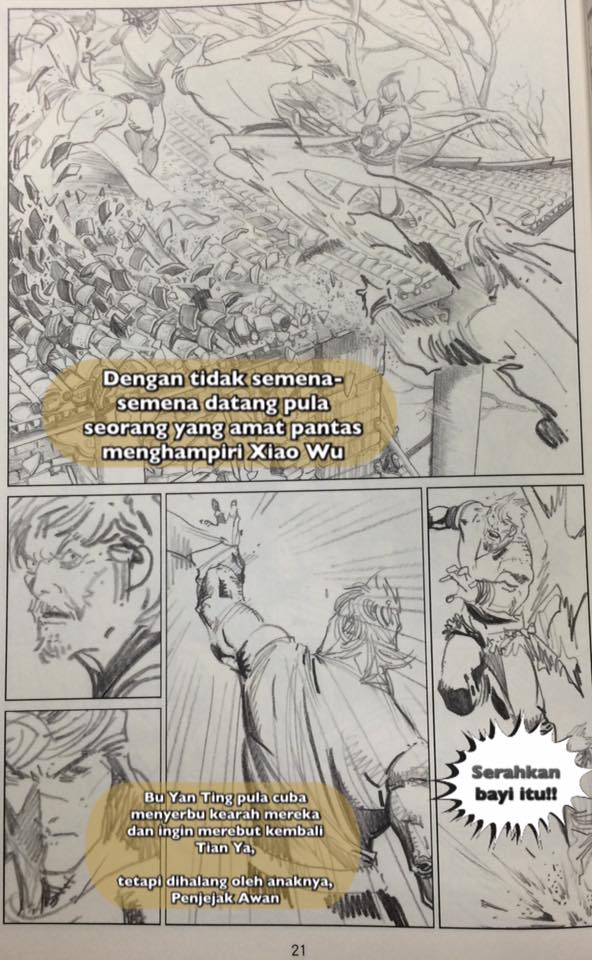 Dengan tidak semena-
semena datang pula
seorang yang amat pantas
menghampiri Xiao Wu
Bu Yan Ting pula cuba
menyerbu kearah mereka
dan ingin merebut kembali
Tian Ya,
tetapi dihalang oleh anaknya,
Penjejak Awan
Serahkan
bayi itu!!
21